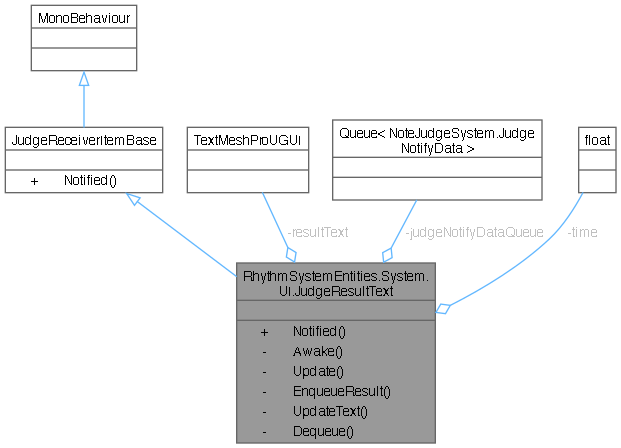 MonoBehaviour
JudgeReceiverItemBase
+ Notified()
TextMeshProUGUI
Queue< NoteJudgeSystem.Judge
NotifyData >
float
-resultText
-judgeNotifyDataQueue
-time
RhythmSystemEntities.System.
UI.JudgeResultText
+ Notified()
- Awake()
- Update()
- EnqueueResult()
- UpdateText()
- Dequeue()